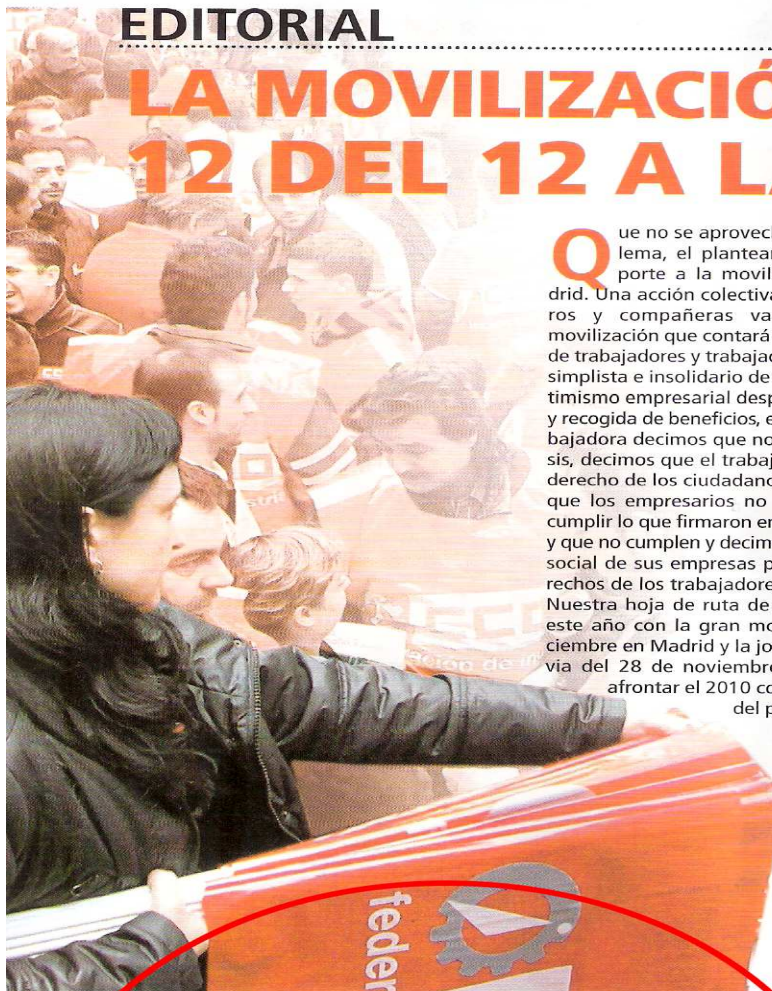 EDITORIAL
LA MOVILIZACIÓ
12 DEL 12 A LA
Que no se aprovech
lema, el plantear
porte a la movil
drid. Una acción colectiva
ros y compañeras va
movilización que contará
de trabajadores y trabajad
simplista e insolidario de
timismo empresarial desp
y recogida de beneficios, e
bajadora decimos que no
sis, decimos que el trabaj
derecho de los ciudadano
que los empresarios no
cumplir lo que firmaron en
y que no cumplen y decim
social de sus empresas p
rechos de los trabajadore
Nuestra hoja de ruta de
este año con la gran mo
ciembre en Madrid y la jo
via del 28 de noviembre
afrontar el 2010 co
del p
feder